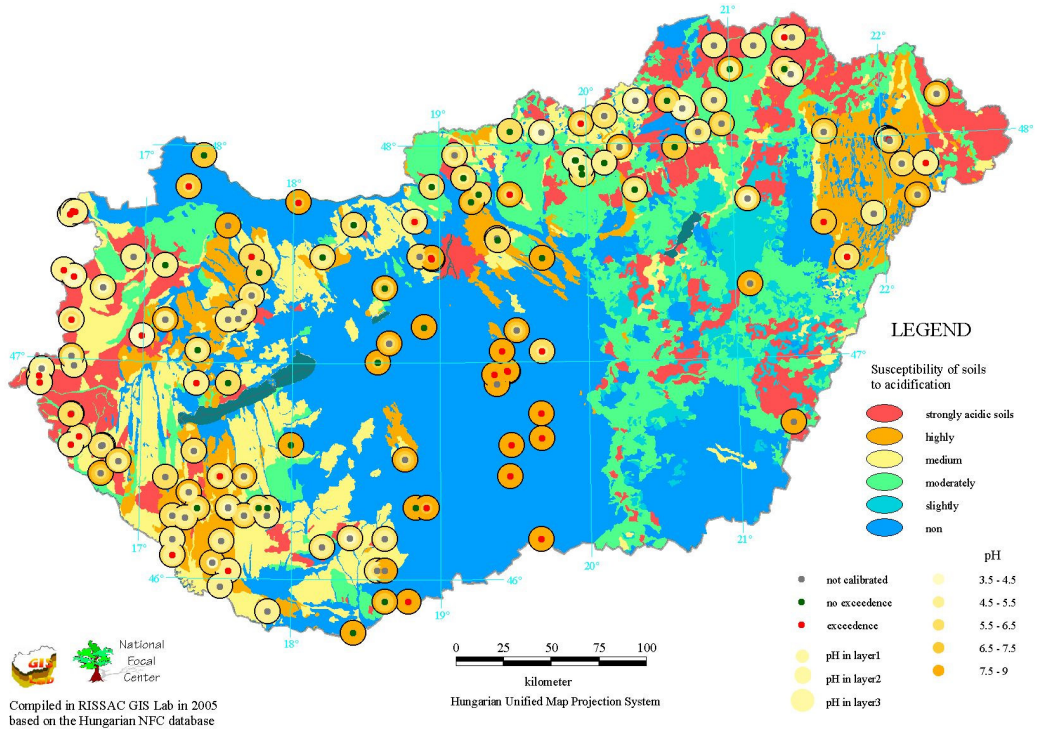 21°
22°
20°
19°
48°
48°
48°
17°
18°
22°
LEGEND
Susceptibility of soils
to acidification
47°
47°
strongly acidic soils
highly
medium
moderately
slightly
non
17°
21°
20°
46°
46°
19°
18°
pH
not calibrated
3.5 - 4.5
no exceedence
4.5 - 5.5
exceedence
5.5 - 6.5
6.5 - 7.5
7.5 - 9
pH in layer1
pH in layer2
pH in layer3
GIS
National
Focal
Center
0 25 50 75 100
kilometer
Hungarian Unified Map Projection System
Compiled in RISSAC GIS Lab in 2005
based on the Hungarian NFC database